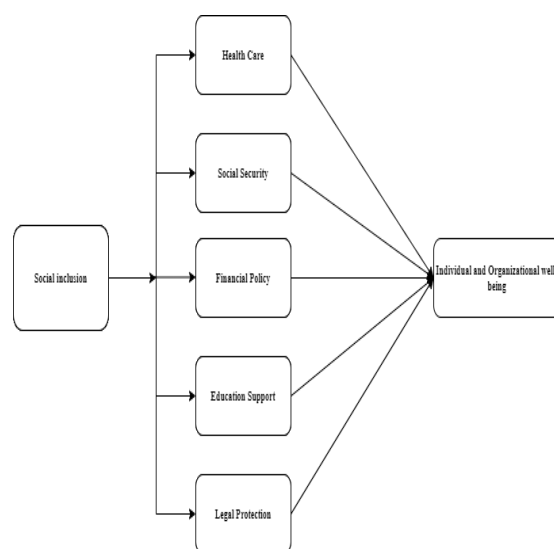 Health Care
Social Security
Social inclusion
Financial Policy
Individual and Organizational well
being
Education Support
Legal Protection